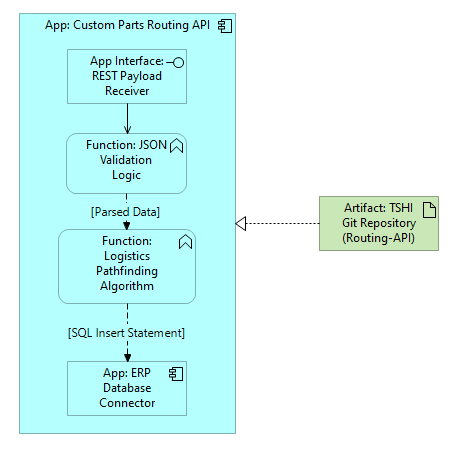 App: Custom Parts Routing API
App Interface:
REST Payload
Receiver
Function: JSON
Validation
Logic
[Parsed Data]
Function:
Logistics
Pathfinding
Algorithm
[SQL Insert Statement]
App: ERP
Database
Connector
Artifact: TSHI
Git Repository
(Routing-API)